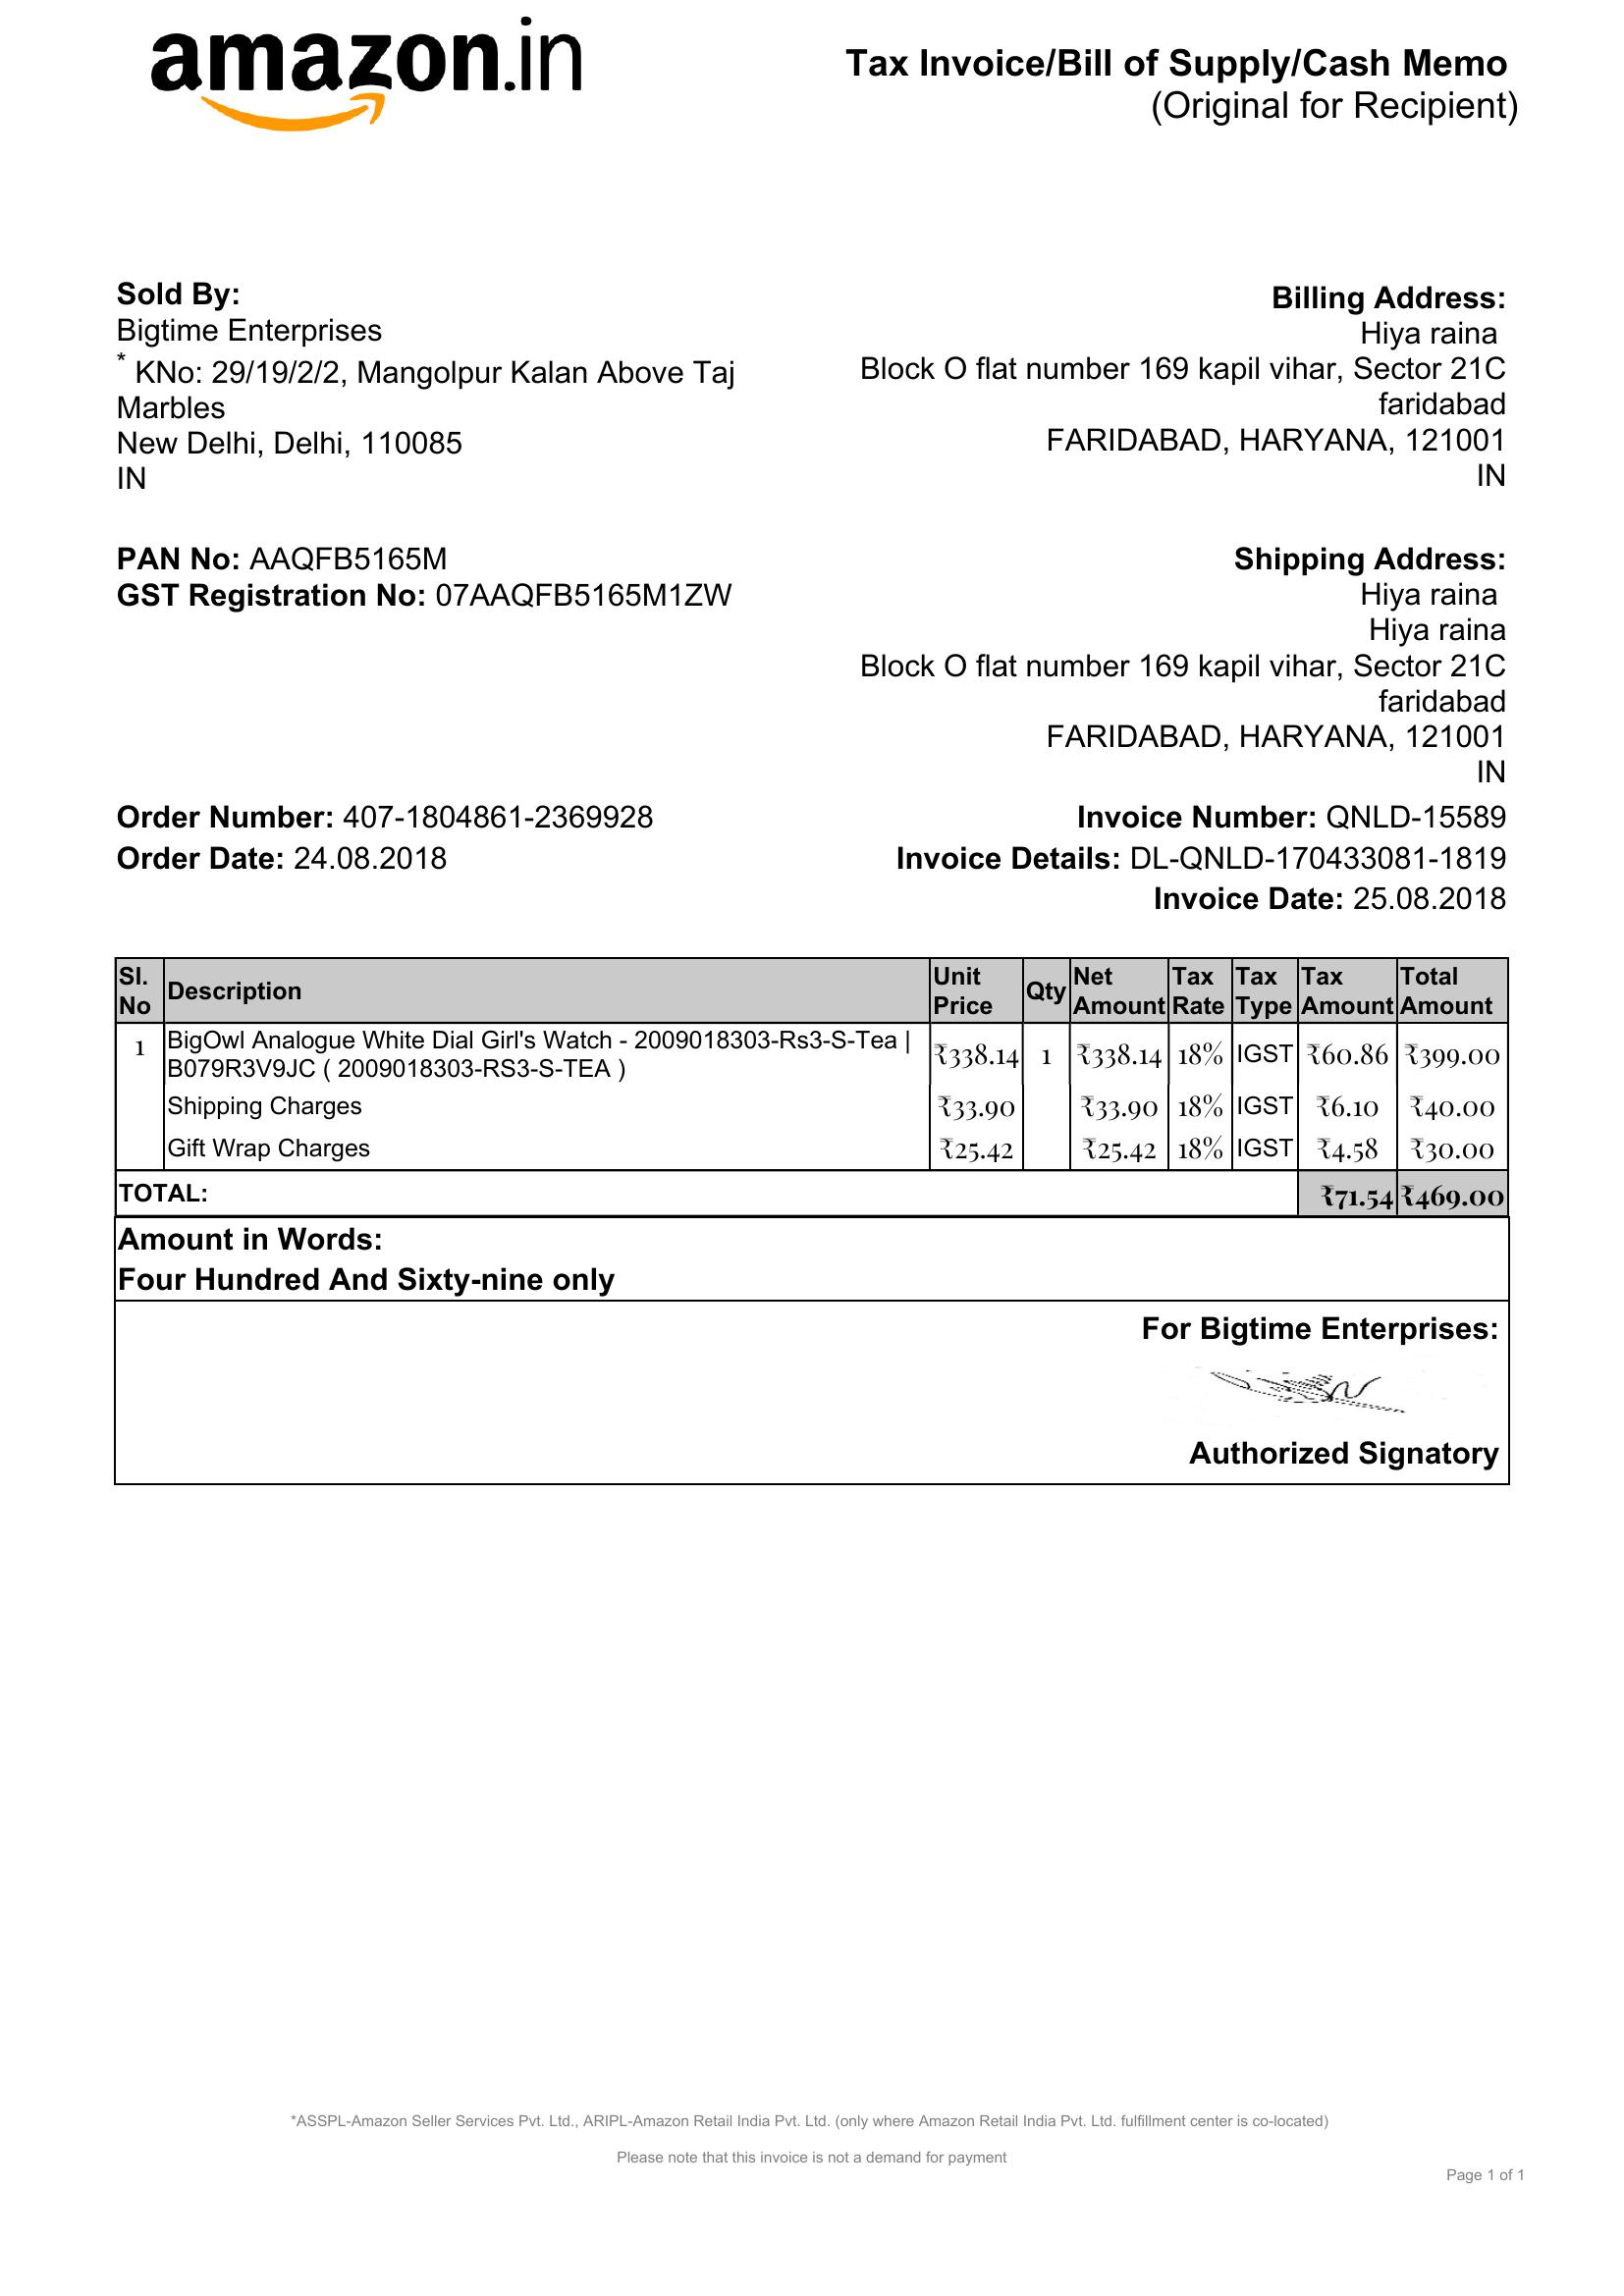 amazon.in
Tax Invoice/Bill of Supply/Cash Memo
(Original for Recipient)
Sold By:
Bigtime Enterprises
* KNo: 29/19/2/2, Mangolpur Kalan Above Taj
Marbles
New Delhi, Delhi, 110085
IN
Billing Address:
Hiya raina
Block O flat number 169 kapil vihar, Sector 21C
faridabad
FARIDABAD, HARYANA, 121001
IN
PAN No: AAQFB5165M
GST Registration No: 07AAQFB5165M1ZW
Shipping Address:
Hiya raina
Hiya raina
Block O flat number 169 kapil vihar, Sector 21C
faridabad
FARIDABAD, HARYANA, 121001
IN
Order Number: 407-1804861-2369928
Order Date: 24.08.2018
Invoice Number: QNLD-15589
Invoice Details: DL-QNLD-170433081-1819
Invoice Date: 25.08.2018
Sl. No Description Unit Price Qty Net Amount Tax Rate Tax Type Tax Amount Total Amount
1 BigOwl Analogue White Dial Girl's Watch - 2009018303-Rs3-S-Tea | ₹338.14 1 ₹338.14 18% IGST ₹60.86 ₹399.00
B079R3V9JC ( 2009018303-RS3-S-TEA )
Shipping Charges ₹33.90 ₹33.90 18% IGST ₹6.10 ₹40.00
Gift Wrap Charges ₹25.42 ₹25.42 18% IGST ₹4.58 ₹30.00
TOTAL: ₹71.54 ₹469.00
Amount in Words:
Four Hundred And Sixty-nine only
For Bigtime Enterprises:
Authorized Signatory
*ASSPL-Amazon Seller Services Pvt. Ltd., ARIPL-Amazon Retail India Pvt. Ltd. (only where Amazon Retail India Pvt. Ltd. fulfillment center is co-located)
Please note that this invoice is not a demand for payment
Page 1 of 1